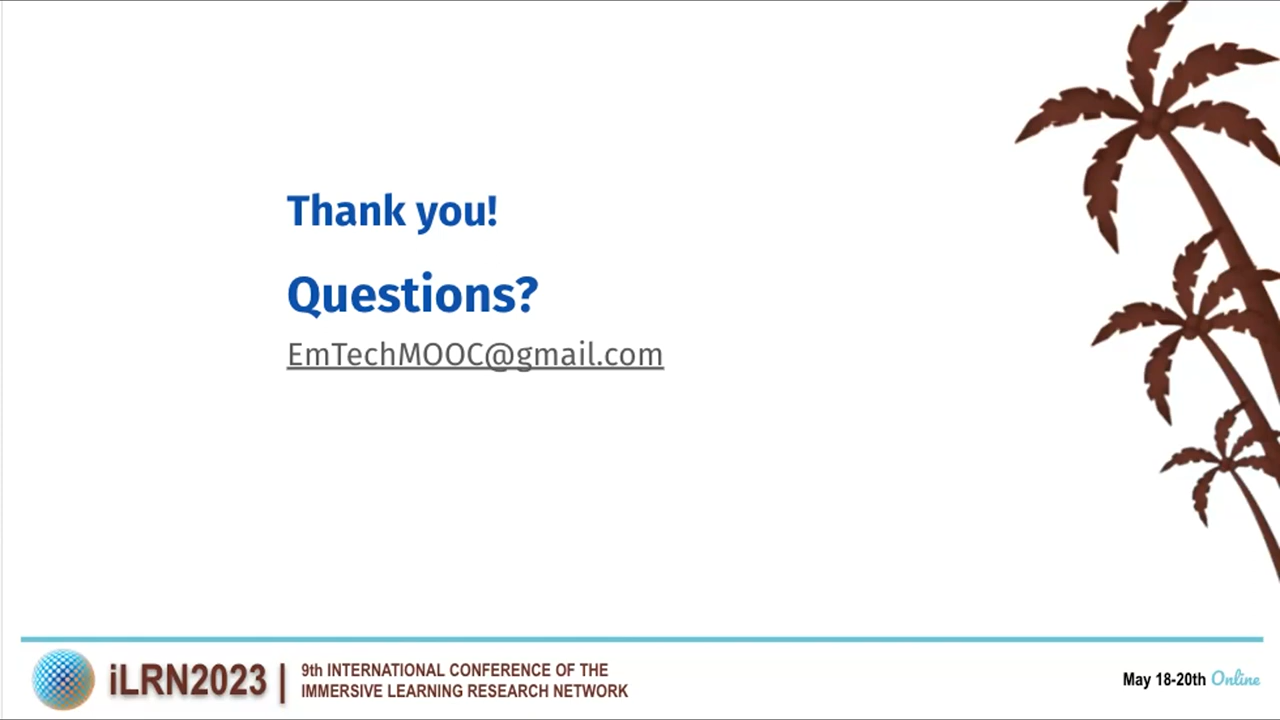 Thank you!
Questions?
EmTechMOOC@gmail.com
iLRN2023 |
9th INTERNATIONAL CONFERENCE OF THE
IMMERSIVE LEARNING RESEARCH NETWORK
May 18-20th Online